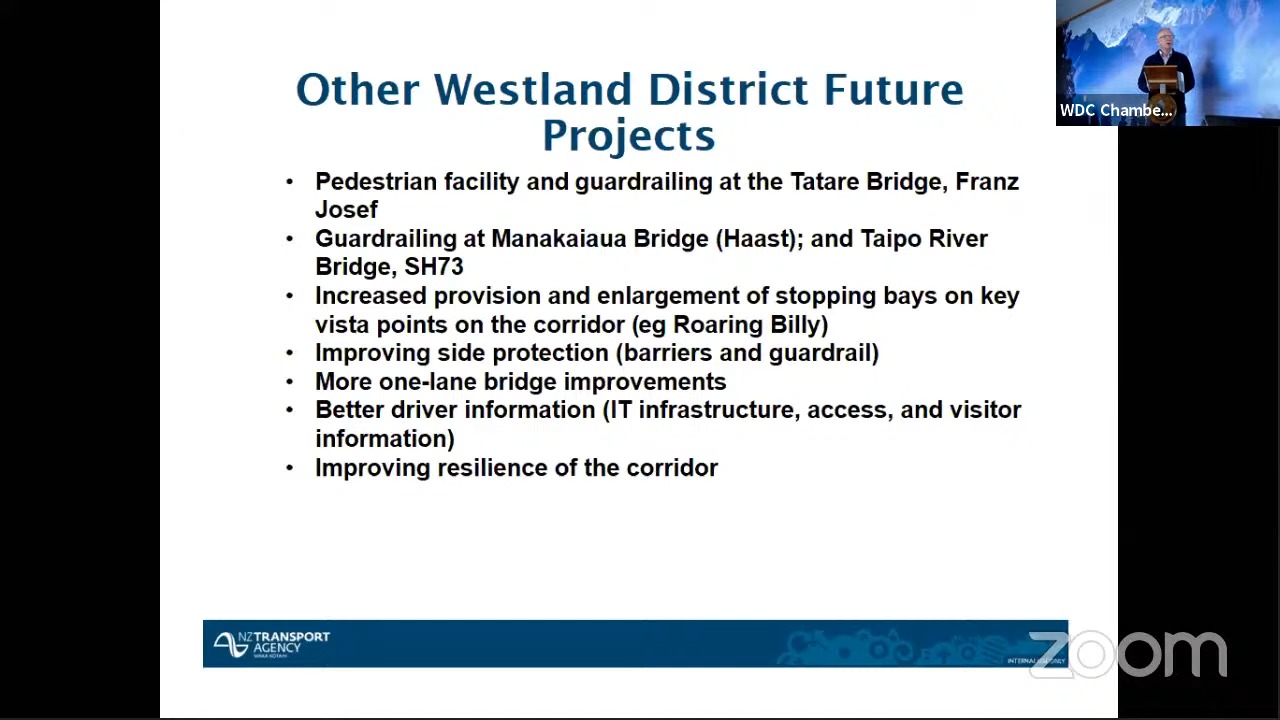 Other Westland District Future
Projects
• Pedestrian facility and guardrailing at the Tatare Bridge, Franz
Josef
• Guardrailing at Manakaiaua Bridge (Haast); and Taipo River
Bridge, SH73
• Increased provision and enlargement of stopping bays on key
vista points on the corridor (eg Roaring Billy)
• Improving side protection (barriers and guardrail)
• More one-lane bridge improvements
• Better driver information (IT infrastructure, access, and visitor
information)
• Improving resilience of the corridor
WDC Chambe...
NZTRANSPORT
AGENCY
WAKA KOTAHI
INTERNAL
zoom